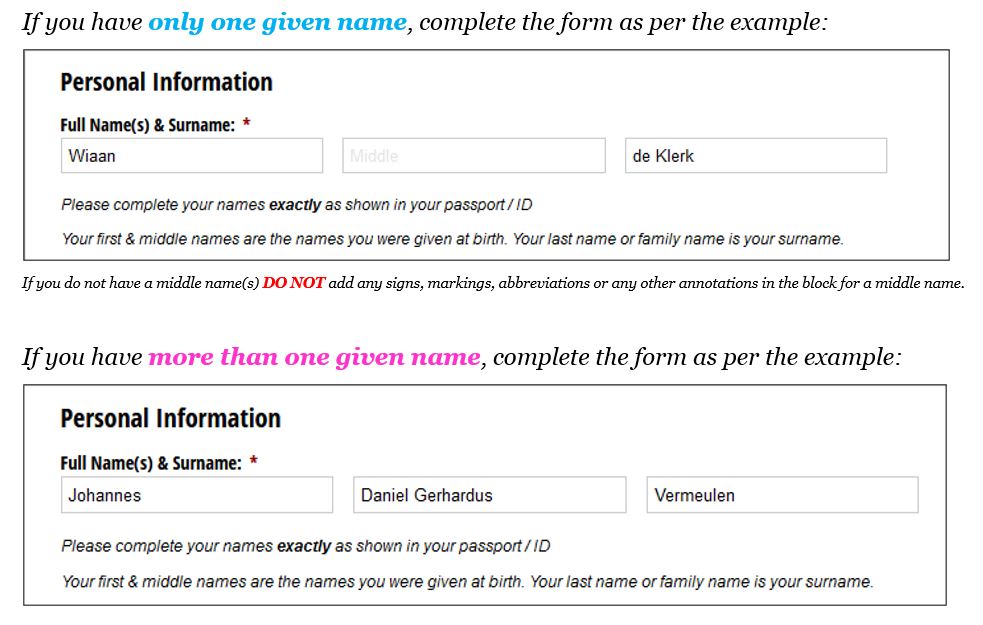 If you have only one given name, complete the form as per the example:
Personal Information
Full Name(s) & Surname: *
Wiaan Middle de Klerk
Please complete your names exactly as shown in your passport / ID
Your first & middle names are the names you were given at birth. Your last name or family name is your surname.
If you do not have a middle name(s) DO NOT add any signs, markings, abbreviations or any other annotations in the block for a middle name.
If you have more than one given name, complete the form as per the example:
Personal Information
Full Name(s) & Surname: *
Johannes Daniel Gerhardus Vermeulen
Please complete your names exactly as shown in your passport / ID
Your first & middle names are the names you were given at birth. Your last name or family name is your surname.